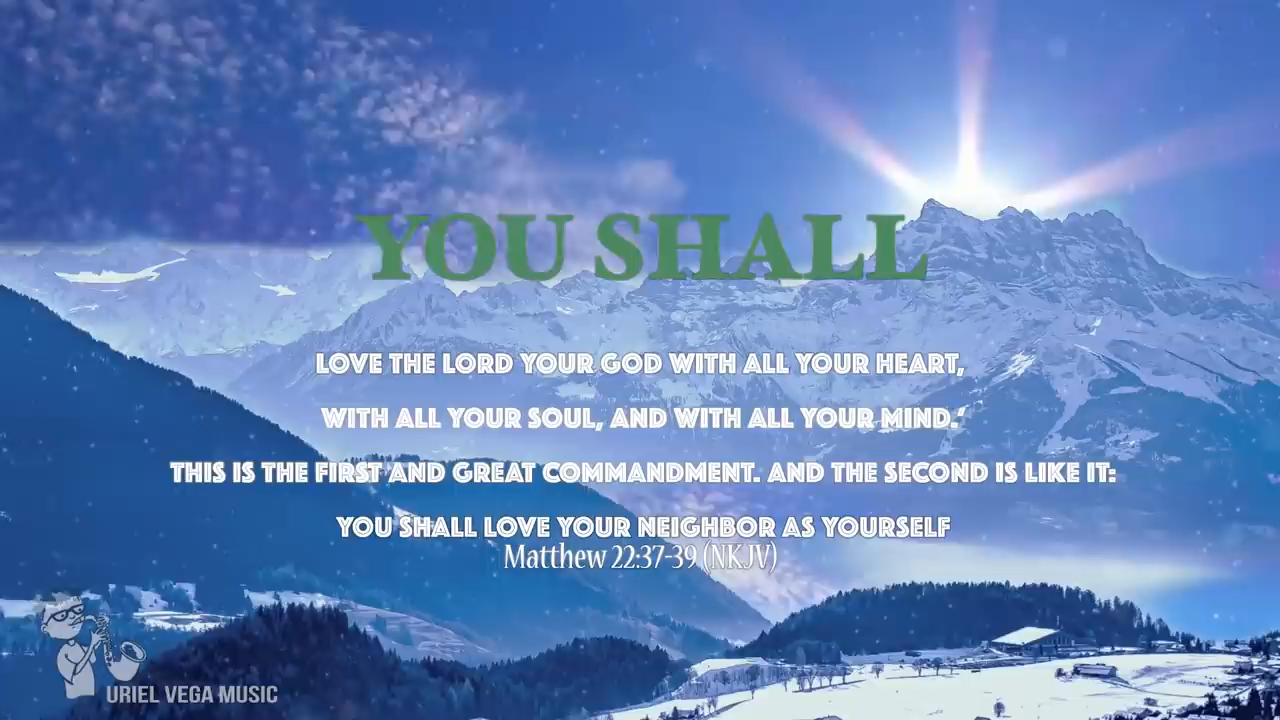 YOU SHALL
LOVE THE LORD YOUR GOD WITH ALL YOUR HEART,
WITH ALL YOUR SOUL, AND WITH ALL YOUR MIND.‘
THIS IS THE FIRST AND GREAT COMMANDMENT. AND THE SECOND IS LIKE IT:
YOU SHALL LOVE YOUR NEIGHBOR AS YOURSELF
Matthew 22:37-39 (NKJV)
URIEL VEGA MUSIC